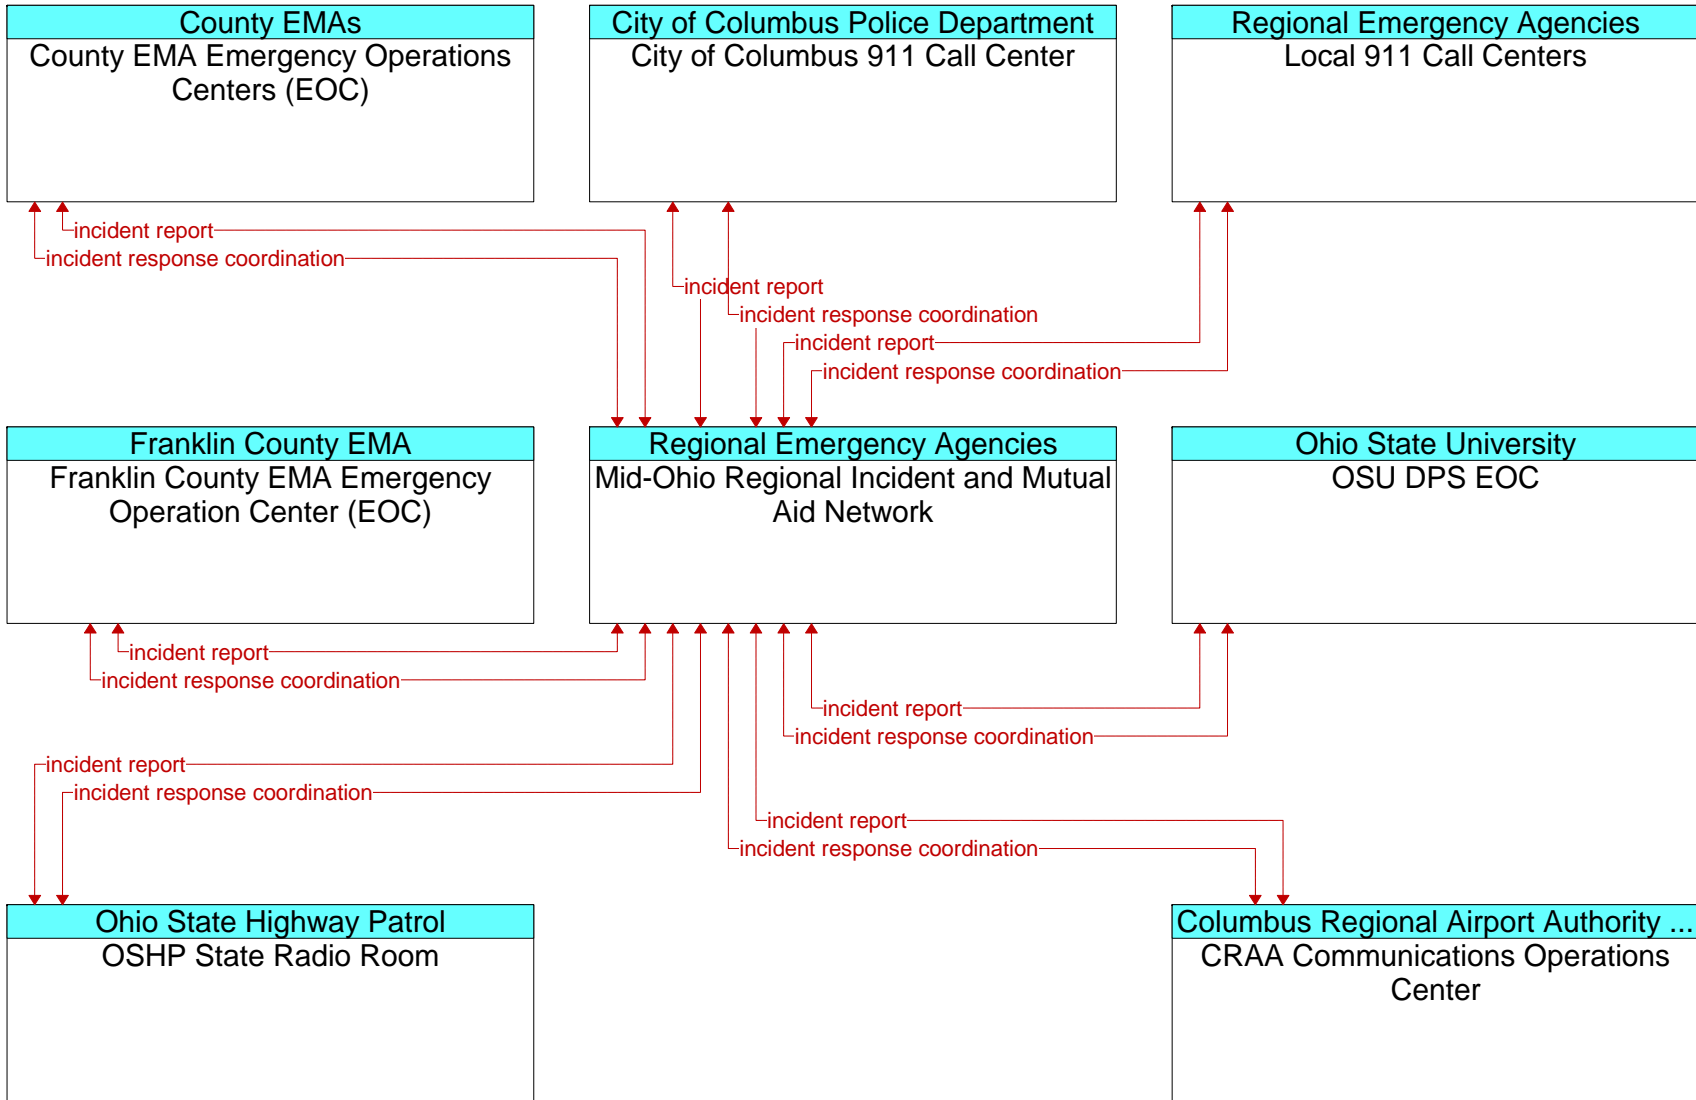 County EMAs
County EMA Emergency Operations
Centers (EOC)
City of Columbus Police Department
City of Columbus 911 Call Center
Regional Emergency Agencies
Local 911 Call Centers
incident report
incident response coordination
incident report
incident response coordination
incident report
incident response coordination
Franklin County EMA
Franklin County EMA Emergency
Operation Center (EOC)
Regional Emergency Agencies
Mid-Ohio Regional Incident and Mutual
Aid Network
Ohio State University
OSU DPS EOC
incident report
incident response coordination
incident report
incident response coordination
incident report
incident response coordination
incident report
incident response coordination
Ohio State Highway Patrol
OSHP State Radio Room
Columbus Regional Airport Authority ...
CRAA Communications Operations
Center